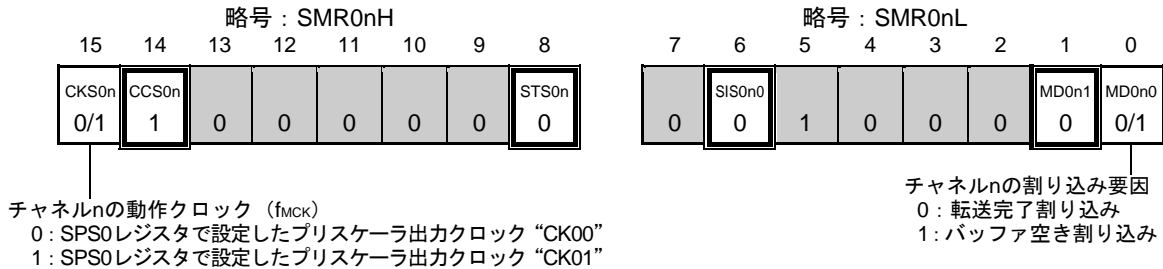 略号：SMR0nH 略号：SMR0nL
15 14 13 12 11 10 9 8 7 6 5 4 3 2 1 0
CKS0n CCS0n STS0n SIS0n0 MD0n1 MD0n0
0/1 1 0 0 0 0 0 0 0 0 1 0 0 0 0 0/1
チャネルnの動作クロック（fMCK）
0：SPS0レジスタで設定したプリスケーラ出力クロック“CK00”
1：SPS0レジスタで設定したプリスケーラ出力クロック“CK01”
チャネルnの割り込み要因
0：転送完了割り込み
1：バッファ空き割り込み